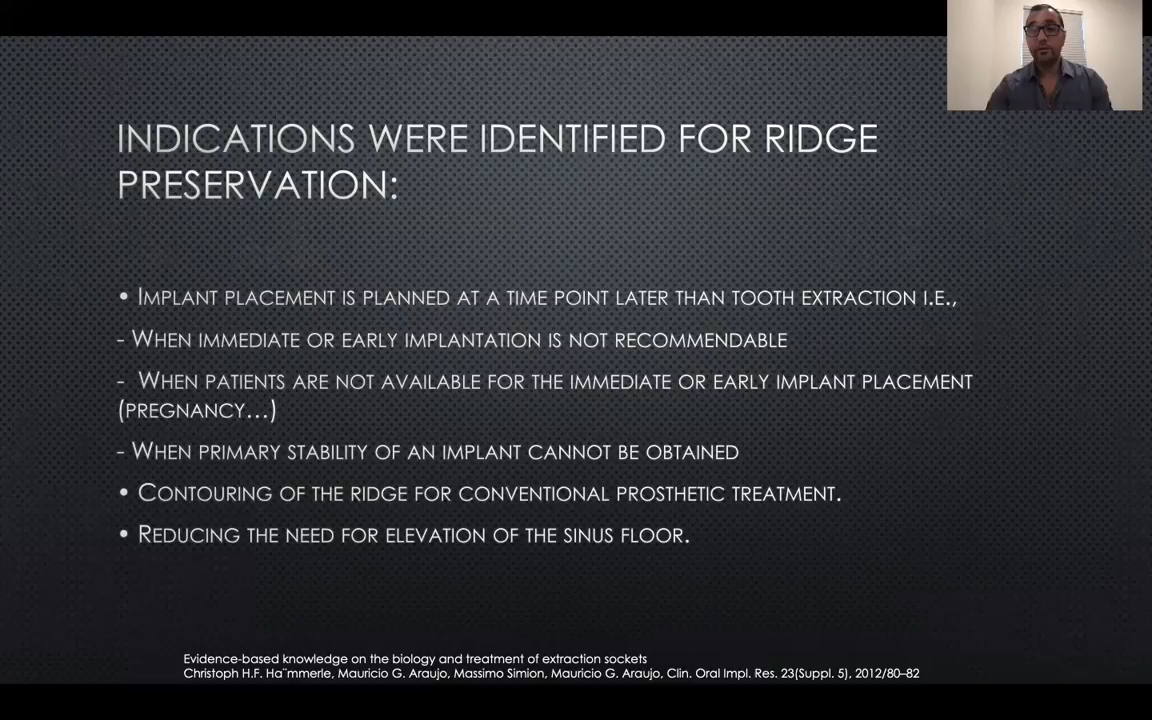 INDICATIONS WERE IDENTIFIED FOR RIDGE
PRESERVATION:
• IMPLANT PLACEMENT IS PLANNED AT A TIME POINT LATER THAN TOOTH EXTRACTION I.E.,
- WHEN IMMEDIATE OR EARLY IMPLANTATION IS NOT RECOMMENDABLE
- WHEN PATIENTS ARE NOT AVAILABLE FOR THE IMMEDIATE OR EARLY IMPLANT PLACEMENT
(PREGNANCY...)
- WHEN PRIMARY STABILITY OF AN IMPLANT CANNOT BE OBTAINED
• CONTOURING OF THE RIDGE FOR CONVENTIONAL PROSTHETIC TREATMENT.
• REDUCING THE NEED FOR ELEVATION OF THE SINUS FLOOR.
Evidence-based knowledge on the biology and treatment of extraction sockets
Christoph H.F. Ha¨mmerle, Mauricio G. Araujo, Massimo Simion, Mauricio G. Araujo, Clin. Oral Impl. Res. 23(Suppl. 5), 2012/80–82